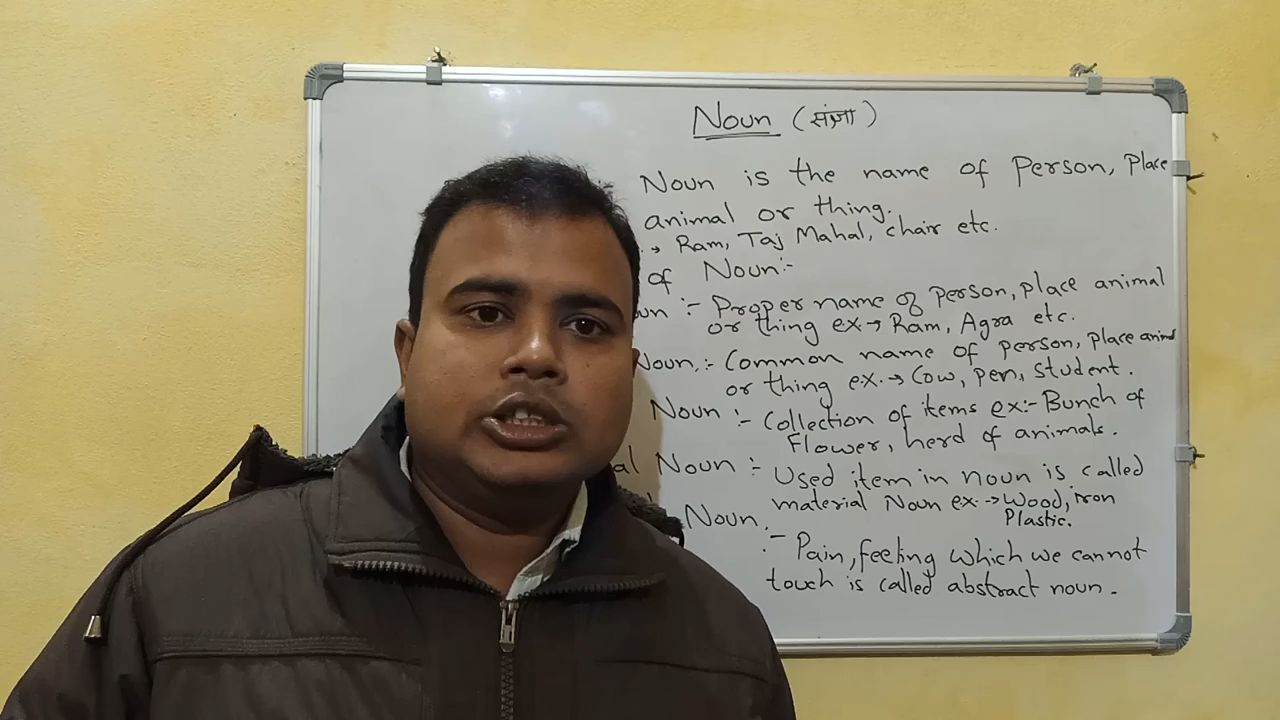 Noun (संज्ञा)
Noun is the name of Person, Place
animal or thing.
→ Ram, Taj Mahal, chair etc.
of Noun:-
un :- Proper name of person, place animal
or thing ex→ Ram, Agra etc.
Noun :- Common name of person, place anim
or thing ex.→ Cow, pen, student.
Noun :- Collection of items ex:- Bunch of
Flower, herd of animals.
al Noun :- Used item in noun is called
material Noun ex-→ Wood, iron
Plastic.
Noun.
:- Pain, feeling which we cannot
touch is called abstract noun.